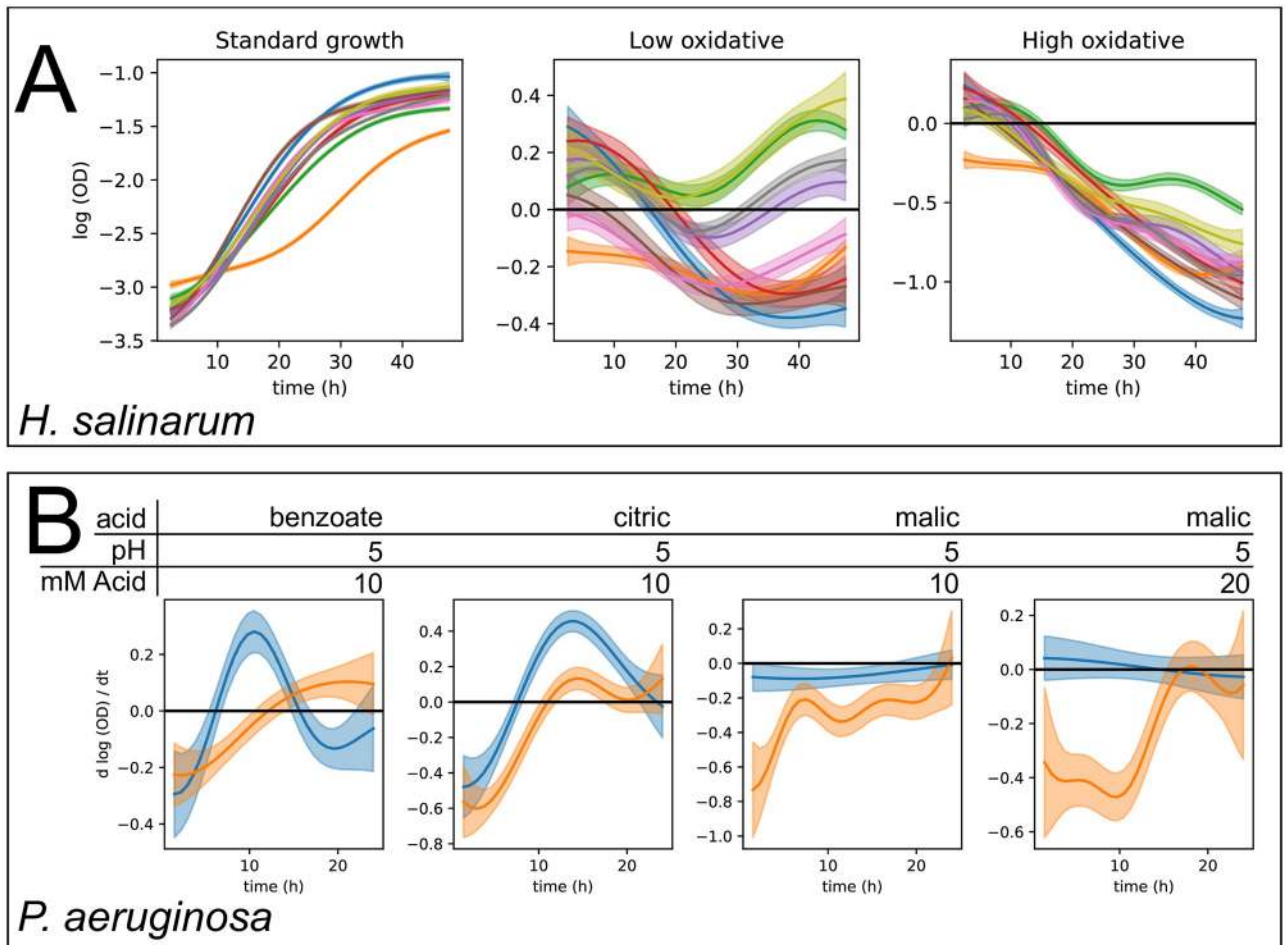 A
Standard growth Low oxidative High oxidative
log (OD)
−1.0
−1.5
−2.0
−2.5
−3.0
−3.5
10 20 30 40
time (h)
0.4
0.2
0.0
−0.2
−0.4
10 20 30 40
time (h)
0.0
−0.5
−1.0
10 20 30 40
time (h)
H. salinarum
B
acid benzoate citric malic malic
pH 5 5 5 5
mM Acid 10 10 10 20
d log (OD) / dt
0.2
0.0
−0.2
−0.4
10 20
time (h)
0.4
0.2
0.0
−0.2
−0.4
−0.6
−0.8
10 20
time (h)
0.2
0.0
−0.2
−0.4
−0.6
−0.8
−1.0
10 20
time (h)
0.2
0.0
−0.2
−0.4
−0.6
10 20
time (h)
P. aeruginosa